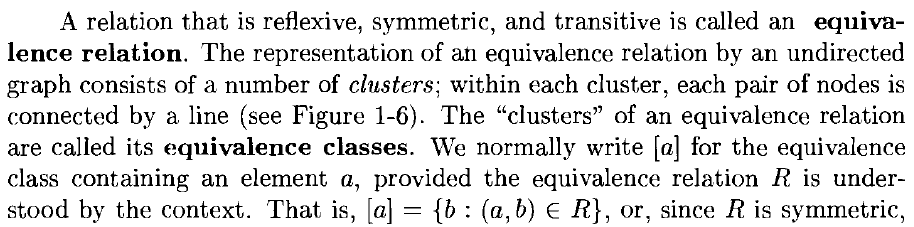 A relation that is reflexive, symmetric, and transitive is called an equiva-
lence relation. The representation of an equivalence relation by an undirected
graph consists of a number of clusters; within each cluster, each pair of nodes is
connected by a line (see Figure 1-6). The “clusters” of an equivalence relation
are called its equivalence classes. We normally write [a] for the equivalence
class containing an element a, provided the equivalence relation R is under-
stood by the context. That is, [a] = {b : (a, b) ∈ R}, or, since R is symmetric,